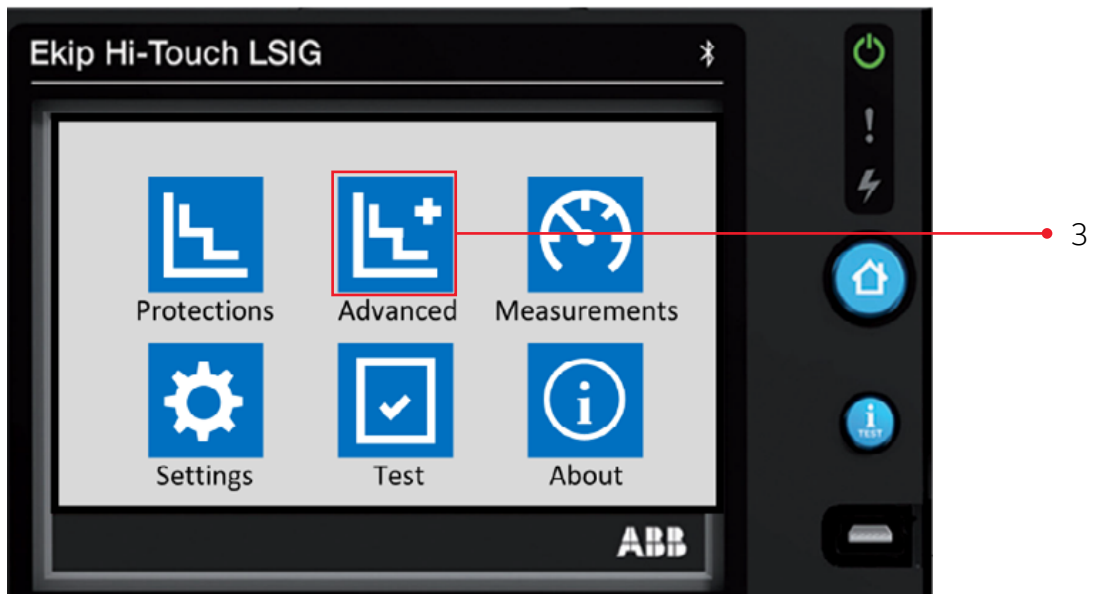 Ekip Hi-Touch LSIG
3
Protections Advanced Measurements
Settings Test About
i
TEST
ABB